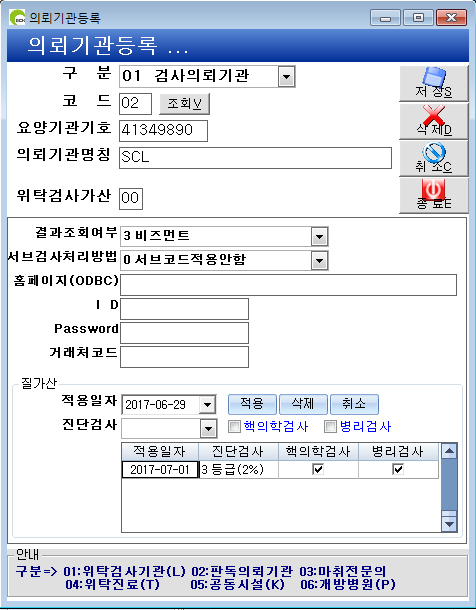 의뢰기관등록
의뢰기관등록 ...
구 분 01 검사의뢰기관
코 드 02 조회V
요양기관기호 41349890
의뢰기관명칭 SCL
위탁검사가산 00
저 장S
삭 제D
취 소C
종 료E
결과조회여부 3 비즈먼트
서브검사처리방법 0 서브코드적용안함
홈페이지(ODBC)
I D
Password
거래처코드
질가산
적용일자 2017-06-29 적용 삭제 취소
진단검사 핵의학검사 병리검사
적용일자 진단검사 핵의학검사 병리검사
2017-07-01 3 등급(2%)
안내
구분=> 01:위탁검사기관(L) 02:판독의뢰기관 03:마취전문의
04:위탁진료(T) 05:공동시설(K) 06:개방병원(P)